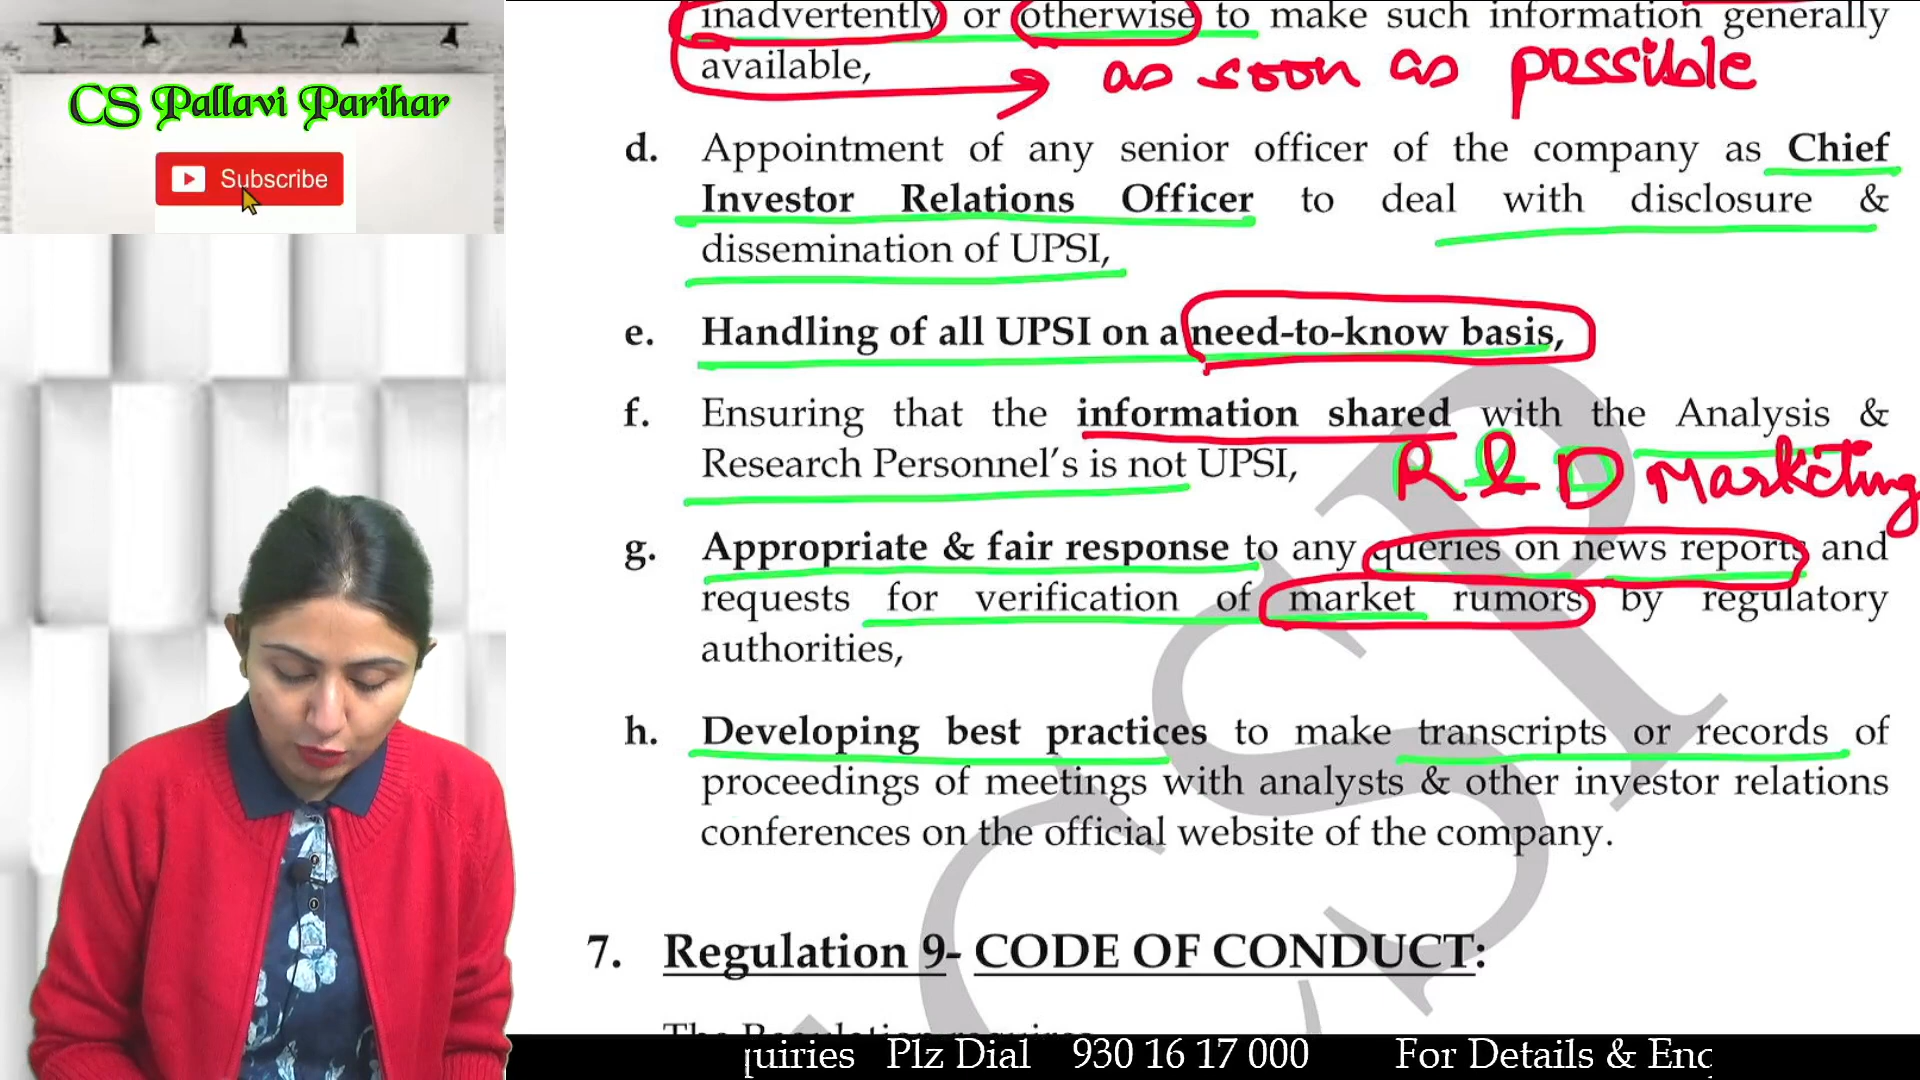 CS Pallavi Parihar
Subscribe
inadvertently or otherwise to make such information generally
available,
as soon as possible
d. Appointment of any senior officer of the company as Chief
Investor Relations Officer to deal with disclosure &
dissemination of UPSI,
e. Handling of all UPSI on a need-to-know basis,
f. Ensuring that the information shared with the Analysis &
Research Personnel's is not UPSI,
R & D Marketing
g. Appropriate & fair response to any queries on news reports and
requests for verification of market rumors by regulatory
authorities,
h. Developing best practices to make transcripts or records of
proceedings of meetings with analysts & other investor relations
conferences on the official website of the company.
7. Regulation 9- CODE OF CONDUCT:
The Regulation requires
CSP
quiries Plz Dial 930 16 17 000 For Details & Enq